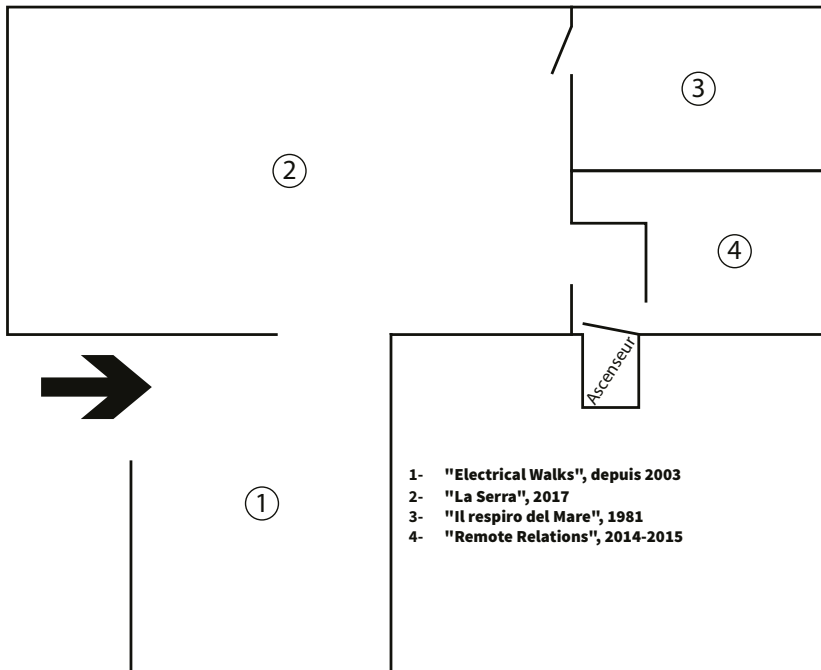 ③
②
④
Ascenseur
①
1- "Electrical Walks", depuis 2003
2- "La Serra", 2017
3- "Il respiro del Mare", 1981
4- "Remote Relations", 2014-2015